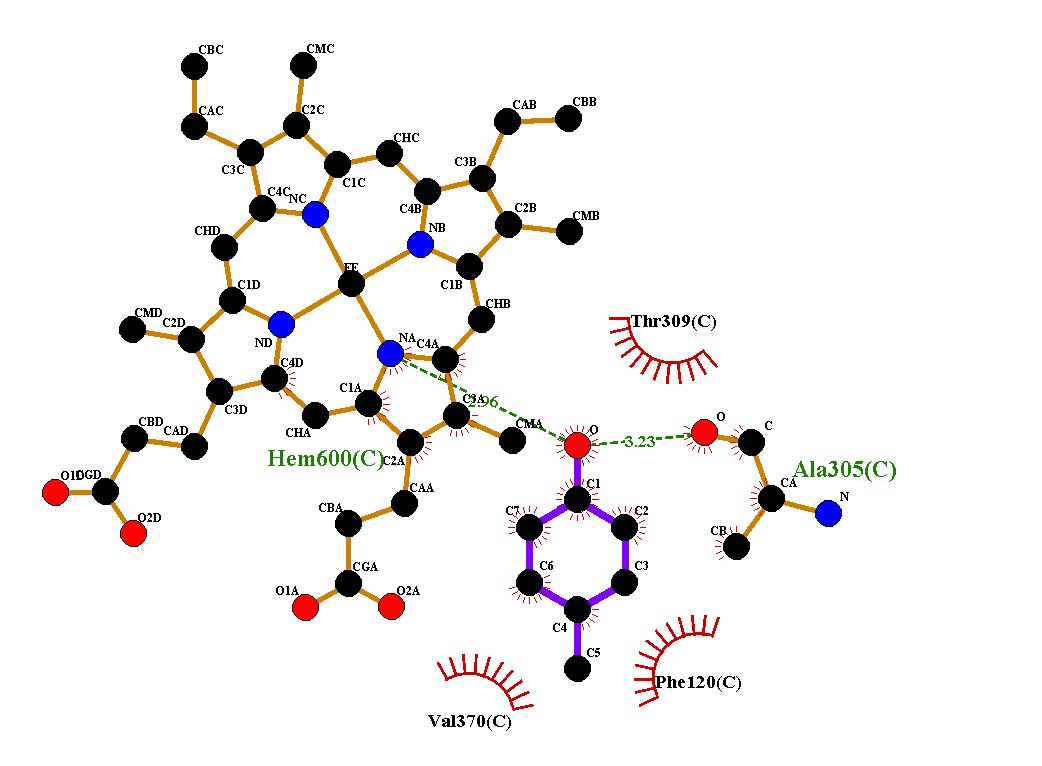 CBC
CMC
CAC
C2C
CAB
CBB
CHC
C3C
C1C
C3B
C4C
NC
C4B
C2B
CMB
NB
CHD
FE
C1B
C1D
CHB
CMD
C2D
Thr309(C)
ND
NA
C4A
C4D
C1A
C3A
2.96
C3D
CHA
CMA
O
3.23
O
C
CBD
CAD
Hem600(C)
C2A
Ala305(C)
O1D
CGD
CAA
C1
CA
N
CBA
C7
C2
O2D
CB
CGA
C6
C3
O1A
O2A
C4
C5
Phe120(C)
Val370(C)